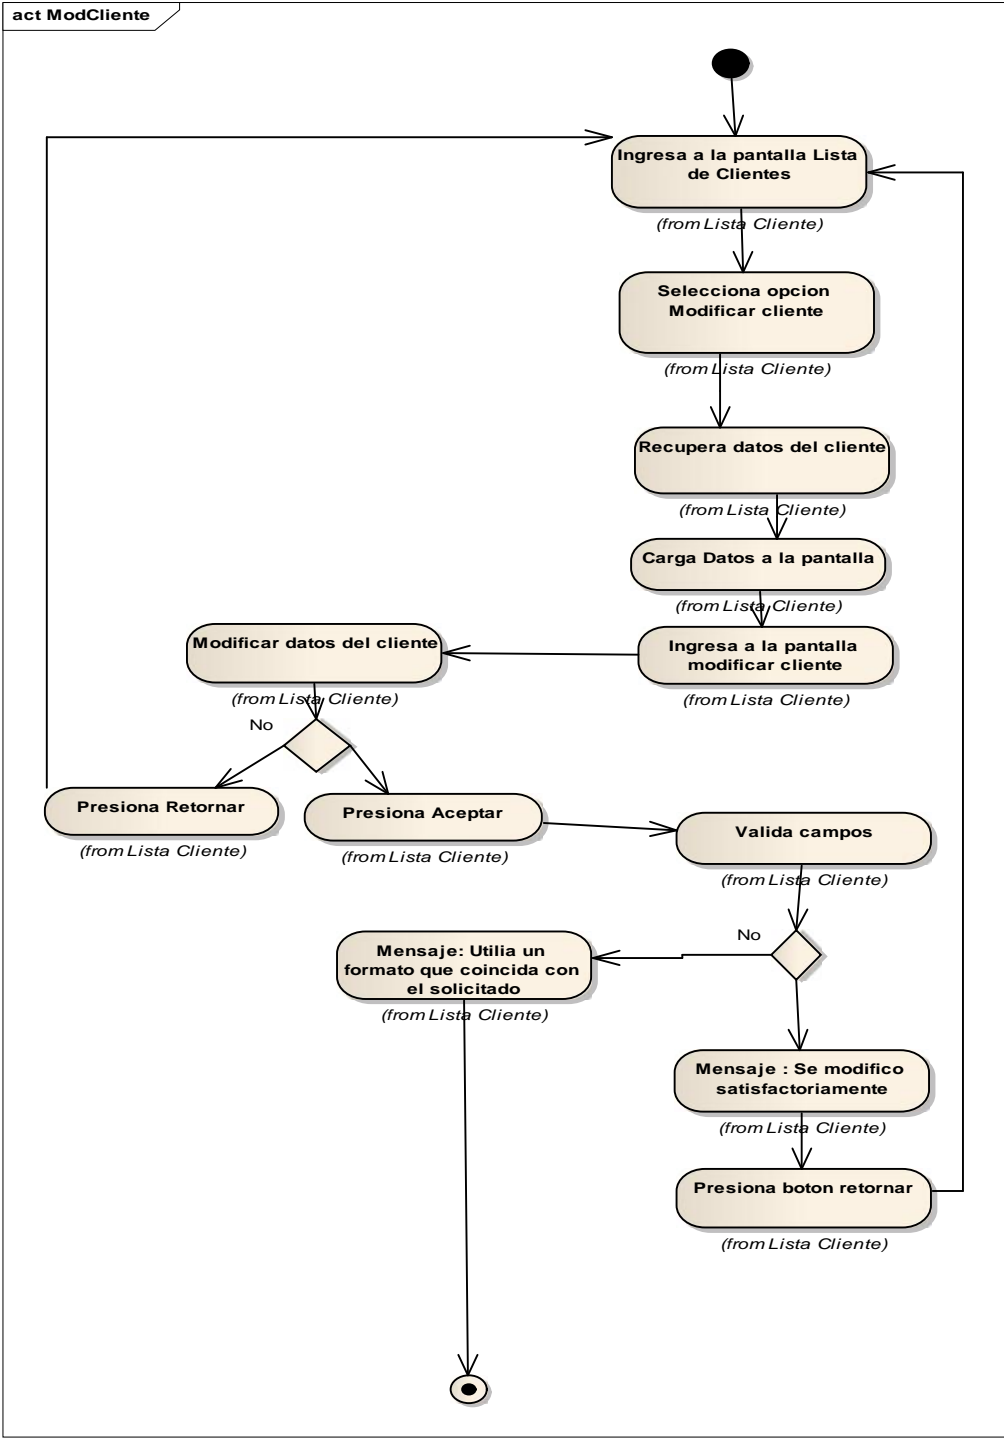 act ModCliente
Ingresa a la pantalla Lista
de Clientes
(from Lista Cliente)
Selecciona opcion
Modificar cliente
(from Lista Cliente)
Recupera datos del cliente
(from Lista Cliente)
Carga Datos a la pantalla
(from Lista Cliente)
Ingresa a la pantalla
modificar cliente
(from Lista Cliente)
Modificar datos del cliente
(from Lista Cliente)
No
Presiona Retornar
(from Lista Cliente)
Presiona Aceptar
(from Lista Cliente)
Valida campos
(from Lista Cliente)
No
Mensaje: Utilia un
formato que coincida con
el solicitado
(from Lista Cliente)
Mensaje : Se modifico
satisfactoriamente
(from Lista Cliente)
Presiona boton retornar
(from Lista Cliente)